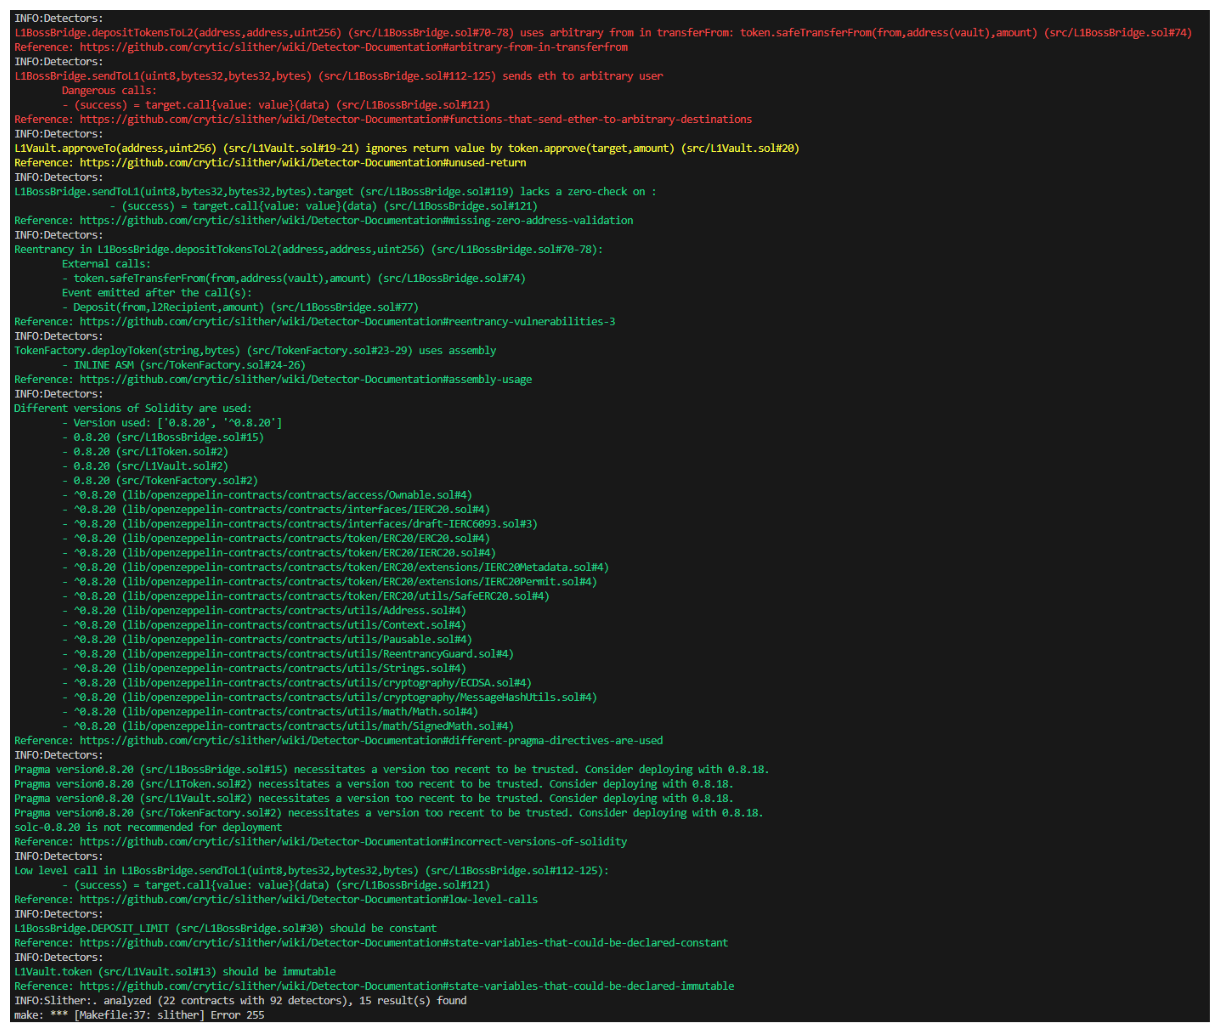 INFO:Detectors:
L1BossBridge.depositTokensToL2(address,address,uint256) (src/L1BossBridge.sol#70-78) uses arbitrary from in transferFrom: token.safeTransferFrom(from,address(vault),amount) (src/L1BossBridge.sol#74)
Reference: https://github.com/crytic/slither/wiki/Detector-Documentation#arbitrary-from-in-transferfrom
INFO:Detectors:
L1BossBridge.sendToL1(uint8,bytes32,bytes32,bytes) (src/L1BossBridge.sol#112-125) sends eth to arbitrary user
Dangerous calls:
- (success) = target.call{value: value}(data) (src/L1BossBridge.sol#121)
Reference: https://github.com/crytic/slither/wiki/Detector-Documentation#functions-that-send-ether-to-arbitrary-destinations
INFO:Detectors:
L1Vault.approveTo(address,uint256) (src/L1Vault.sol#19-21) ignores return value by token.approve(target,amount) (src/L1Vault.sol#20)
Reference: https://github.com/crytic/slither/wiki/Detector-Documentation#unused-return
INFO:Detectors:
L1BossBridge.sendToL1(uint8,bytes32,bytes32,bytes).target (src/L1BossBridge.sol#119) lacks a zero-check on :
- (success) = target.call{value: value}(data) (src/L1BossBridge.sol#121)
Reference: https://github.com/crytic/slither/wiki/Detector-Documentation#missing-zero-address-validation
INFO:Detectors:
Reentrancy in L1BossBridge.depositTokensToL2(address,address,uint256) (src/L1BossBridge.sol#70-78):
External calls:
- token.safeTransferFrom(from,address(vault),amount) (src/L1BossBridge.sol#74)
Event emitted after the call(s):
- Deposit(from,l2Recipient,amount) (src/L1BossBridge.sol#77)
Reference: https://github.com/crytic/slither/wiki/Detector-Documentation#reentrancy-vulnerabilities-3
INFO:Detectors:
TokenFactory.deployToken(string,bytes) (src/TokenFactory.sol#23-29) uses assembly
- INLINE ASM (src/TokenFactory.sol#24-26)
Reference: https://github.com/crytic/slither/wiki/Detector-Documentation#assembly-usage
INFO:Detectors:
Different versions of Solidity are used:
- Version used: ['0.8.20', '^0.8.20']
- 0.8.20 (src/L1BossBridge.sol#15)
- 0.8.20 (src/L1Token.sol#2)
- 0.8.20 (src/L1Vault.sol#2)
- 0.8.20 (src/TokenFactory.sol#2)
- ^0.8.20 (lib/openzeppelin-contracts/contracts/access/Ownable.sol#4)
- ^0.8.20 (lib/openzeppelin-contracts/contracts/interfaces/IERC20.sol#4)
- ^0.8.20 (lib/openzeppelin-contracts/contracts/interfaces/draft-IERC6093.sol#3)
- ^0.8.20 (lib/openzeppelin-contracts/contracts/token/ERC20/ERC20.sol#4)
- ^0.8.20 (lib/openzeppelin-contracts/contracts/token/ERC20/IERC20.sol#4)
- ^0.8.20 (lib/openzeppelin-contracts/contracts/token/ERC20/extensions/IERC20Metadata.sol#4)
- ^0.8.20 (lib/openzeppelin-contracts/contracts/token/ERC20/extensions/IERC20Permit.sol#4)
- ^0.8.20 (lib/openzeppelin-contracts/contracts/token/ERC20/utils/SafeERC20.sol#4)
- ^0.8.20 (lib/openzeppelin-contracts/contracts/utils/Address.sol#4)
- ^0.8.20 (lib/openzeppelin-contracts/contracts/utils/Context.sol#4)
- ^0.8.20 (lib/openzeppelin-contracts/contracts/utils/Pausable.sol#4)
- ^0.8.20 (lib/openzeppelin-contracts/contracts/utils/ReentrancyGuard.sol#4)
- ^0.8.20 (lib/openzeppelin-contracts/contracts/utils/Strings.sol#4)
- ^0.8.20 (lib/openzeppelin-contracts/contracts/utils/cryptography/ECDSA.sol#4)
- ^0.8.20 (lib/openzeppelin-contracts/contracts/utils/cryptography/MessageHashUtils.sol#4)
- ^0.8.20 (lib/openzeppelin-contracts/contracts/utils/math/Math.sol#4)
- ^0.8.20 (lib/openzeppelin-contracts/contracts/utils/math/SignedMath.sol#4)
Reference: https://github.com/crytic/slither/wiki/Detector-Documentation#different-pragma-directives-are-used
INFO:Detectors:
Pragma version0.8.20 (src/L1BossBridge.sol#15) necessitates a version too recent to be trusted. Consider deploying with 0.8.18.
Pragma version0.8.20 (src/L1Token.sol#2) necessitates a version too recent to be trusted. Consider deploying with 0.8.18.
Pragma version0.8.20 (src/L1Vault.sol#2) necessitates a version too recent to be trusted. Consider deploying with 0.8.18.
Pragma version0.8.20 (src/TokenFactory.sol#2) necessitates a version too recent to be trusted. Consider deploying with 0.8.18.
solc-0.8.20 is not recommended for deployment
Reference: https://github.com/crytic/slither/wiki/Detector-Documentation#incorrect-versions-of-solidity
INFO:Detectors:
Low level call in L1BossBridge.sendToL1(uint8,bytes32,bytes32,bytes) (src/L1BossBridge.sol#112-125):
- (success) = target.call{value: value}(data) (src/L1BossBridge.sol#121)
Reference: https://github.com/crytic/slither/wiki/Detector-Documentation#low-level-calls
INFO:Detectors:
L1BossBridge.DEPOSIT_LIMIT (src/L1BossBridge.sol#30) should be constant
Reference: https://github.com/crytic/slither/wiki/Detector-Documentation#state-variables-that-could-be-declared-constant
INFO:Detectors:
L1Vault.token (src/L1Vault.sol#13) should be immutable
Reference: https://github.com/crytic/slither/wiki/Detector-Documentation#state-variables-that-could-be-declared-immutable
INFO:Slither:. analyzed (22 contracts with 92 detectors), 15 result(s) found
make: *** [Makefile:37: slither] Error 255